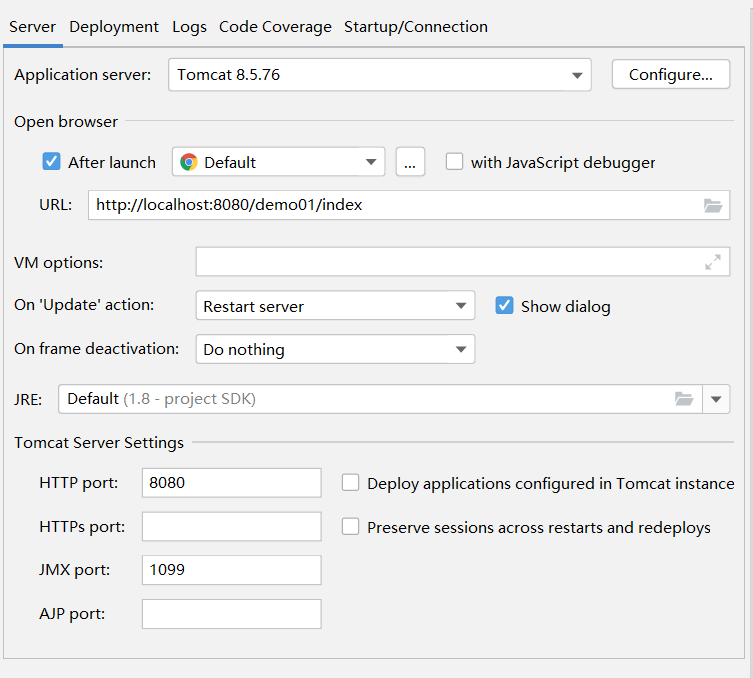 Server Deployment Logs Code Coverage Startup/Connection
Application server: Tomcat 8.5.76 Configure...
Open browser
After launch Default ... with JavaScript debugger
URL: http://localhost:8080/demo01/index
VM options:
On 'Update' action: Restart server Show dialog
On frame deactivation: Do nothing
JRE: Default (1.8 - project SDK)
Tomcat Server Settings
HTTP port: 8080 Deploy applications configured in Tomcat instance
HTTPs port: Preserve sessions across restarts and redeploys
JMX port: 1099
AJP port: